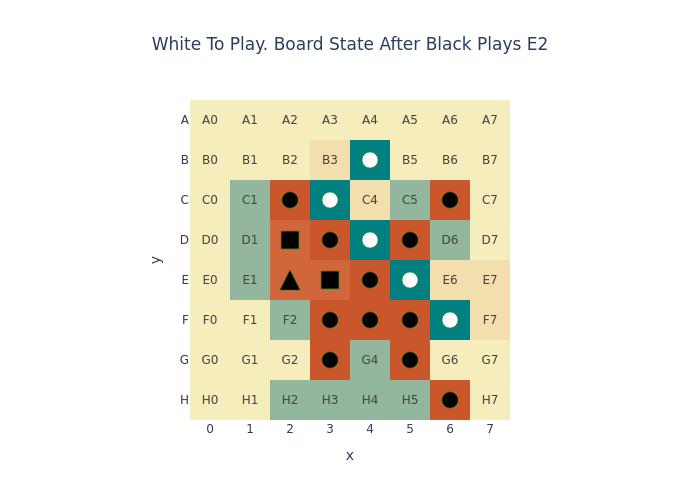 White To Play. Board State After Black Plays E2
A A0 A1 A2 A3 A4 A5 A6 A7
B B0 B1 B2 B3 B5 B6 B7
C C0 C1 C4 C5 C7
D D0 D1 D6 D7
E E0 E1 E6 E7
F F0 F1 F2 F7
G G0 G1 G2 G4 G6 G7
H H0 H1 H2 H3 H4 H5 H7
0 1 2 3 4 5 6 7
x
y